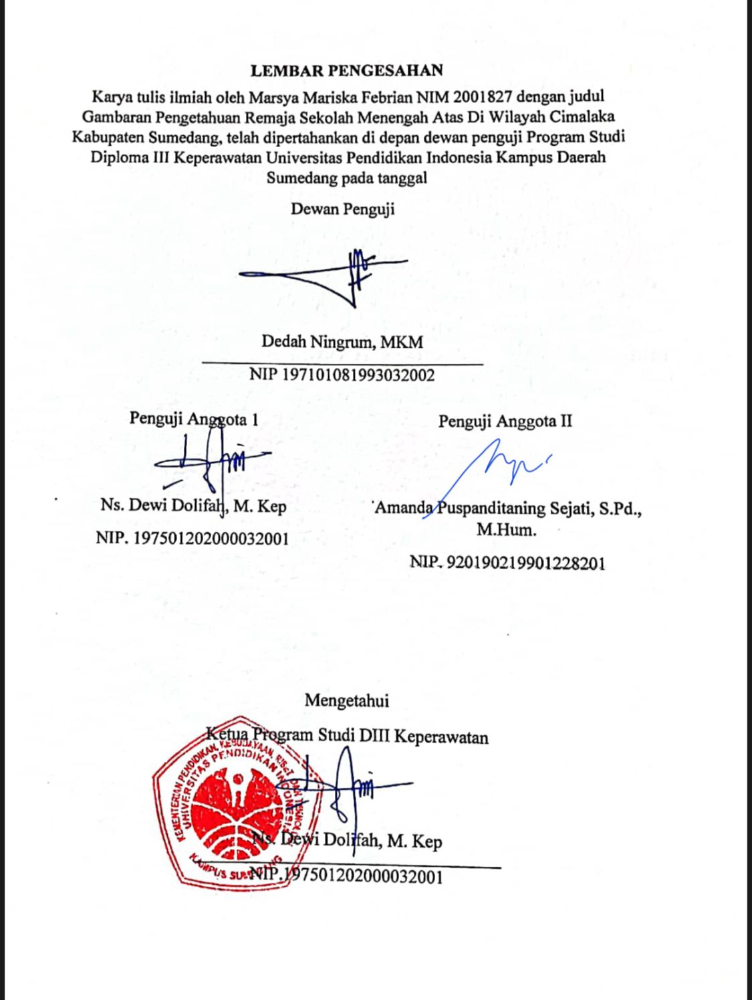 LEMBAR PENGESAHAN
Karya tulis ilmiah oleh Marsya Mariska Febrian NIM 2001827 dengan judul
Gambaran Pengetahuan Remaja Sekolah Menengah Atas Di Wilayah Cimalaka
Kabupaten Sumedang, telah dipertahankan di depan dewan penguji Program Studi
Diploma III Keperawatan Universitas Pendidikan Indonesia Kampus Daerah
Sumedang pada tanggal
Dewan Penguji
Dedah Ningrum, MKM
NIP 197101081993032002
Penguji Anggota 1
Ns. Dewi Dolifah, M. Kep
NIP. 197501202000032001
Penguji Anggota II
Amanda Puspanditaning Sejati, S.Pd.,
M.Hum.
NIP. 920190219901228201
Mengetahui
Ketua Program Studi DIII Keperawatan
KEMENTERIAN PENDIDIKAN, KEBUDAYAAN, RISET DAN TEKNOLOGI
UNIVERSITAS PENDIDIKAN INDONESIA
KAMPUS SUMEDANG
Ns. Dewi Dolifah, M. Kep
NIP.197501202000032001